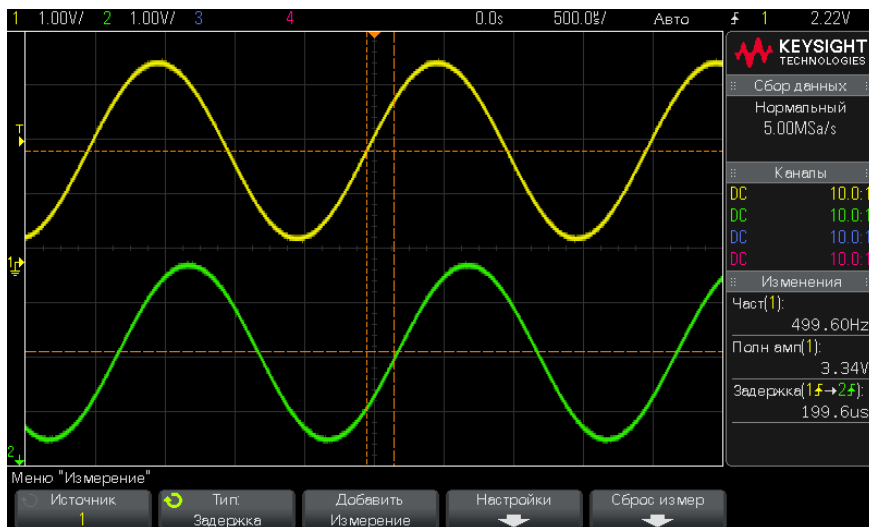 1 1.00V/ 2 1.00V/ 3 4 0.0s 500.0㎲/ Авто 1 2.22V
KEYSIGHT
TECHNOLOGIES
Сбор данных
Нормальный
5.00MSa/s
Каналы
DC 10.0:1
DC 10.0:1
DC 10.0:1
DC 10.0:1
Изменения
Част(1):
499.60Hz
Полн амп(1):
3.34V
Задержка(1→2):
199.6us
T
1
2
Меню "Измерение"
Источник
1
Тип:
Задержка
Добавить
Измерение
Настройки
Сброс измер